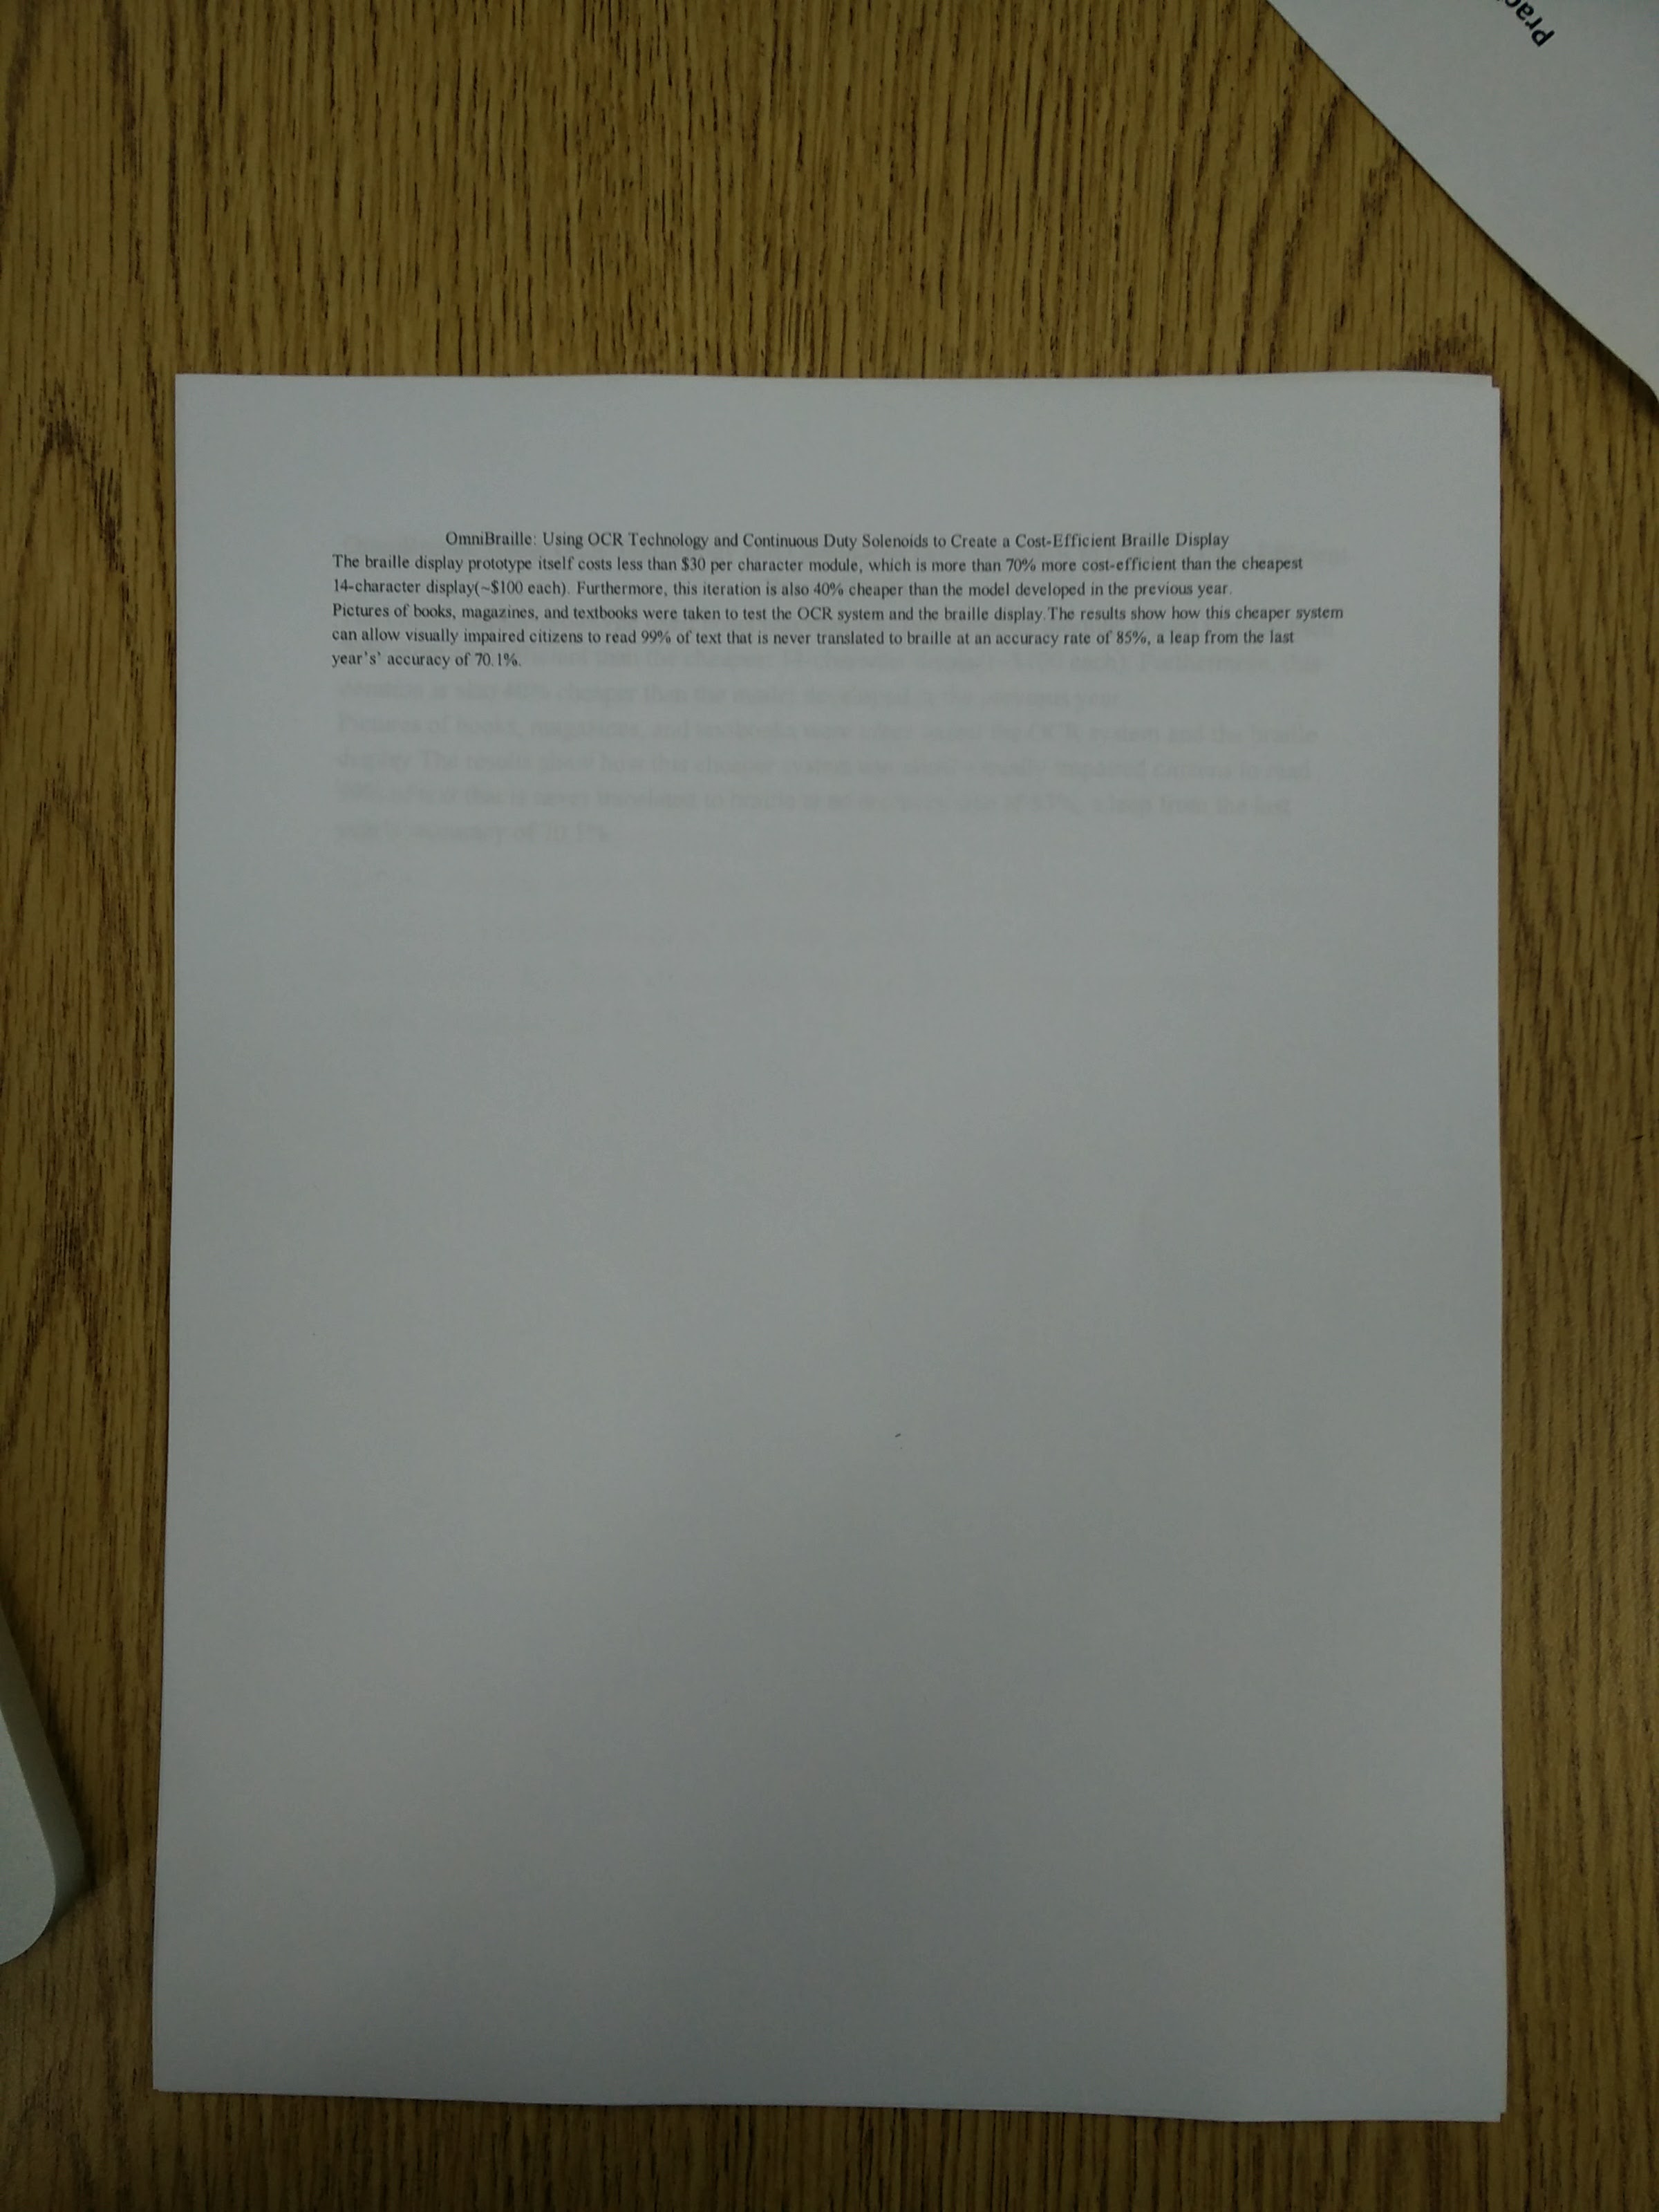 OmniBraille: Using OCR Technology and Continuous Duty Solenoids to Create a Cost-Efficient Braille Display
The braille display prototype itself costs less than $30 per character module, which is more than 70% more cost-efficient than the cheapest
14-character display(~$100 each). Furthermore, this iteration is also 40% cheaper than the model developed in the previous year.
Pictures of books, magazines, and textbooks were taken to test the OCR system and the braille display.The results show how this cheaper system
can allow visually impaired citizens to read 99% of text that is never translated to braille at an accuracy rate of 85%, a leap from the last
year's' accuracy of 70.1%.